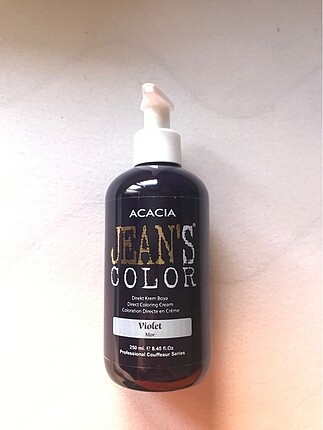 ACACIA
JEAN'S
COLOR
Direkt Krem Boya
Direct Coloring Cream
Coloration Directe en Crème
Violet
Mor
250 ml. ℮ 8.45 fl.Oz
Professional Couffeur Series